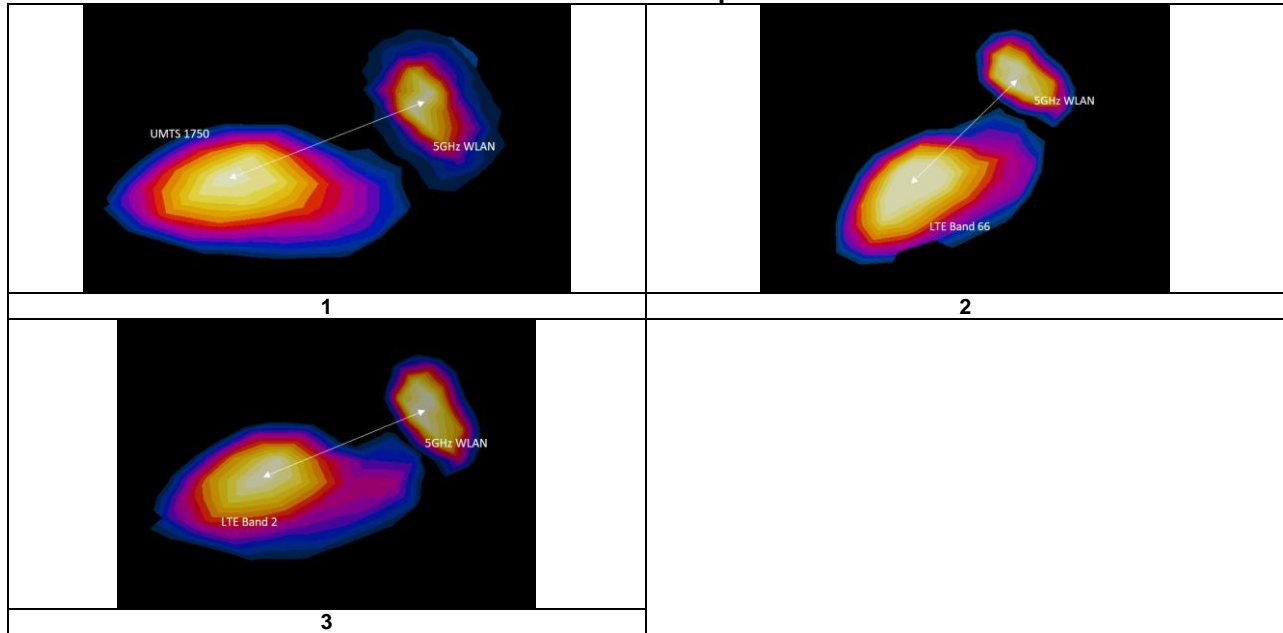 UMTS 1750
5GHz WLAN
5GHz WLAN
LTE Band 66
1
2
5GHz WLAN
LTE Band 2
3